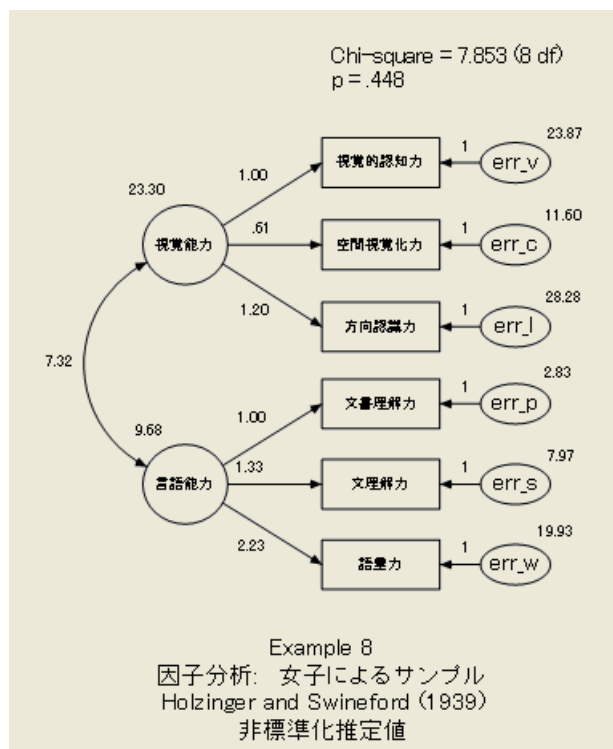 Chi-square = 7.853 (8 df)
p = .448
23.87
1.00
視覚的認知力
1
err_v
23.30
11.60
視覚能力
.61
空間視覚化力
1
err_c
28.28
1.20
方向認識力
1
err_l
7.32
2.83
1.00
文書理解力
1
err_p
9.68
7.97
言語能力
1.33
文理解力
1
err_s
19.93
2.23
語彙力
1
err_w
Example 8
因子分析: 女子によるサンプル
Holzinger and Swineford (1939)
非標準化推定値